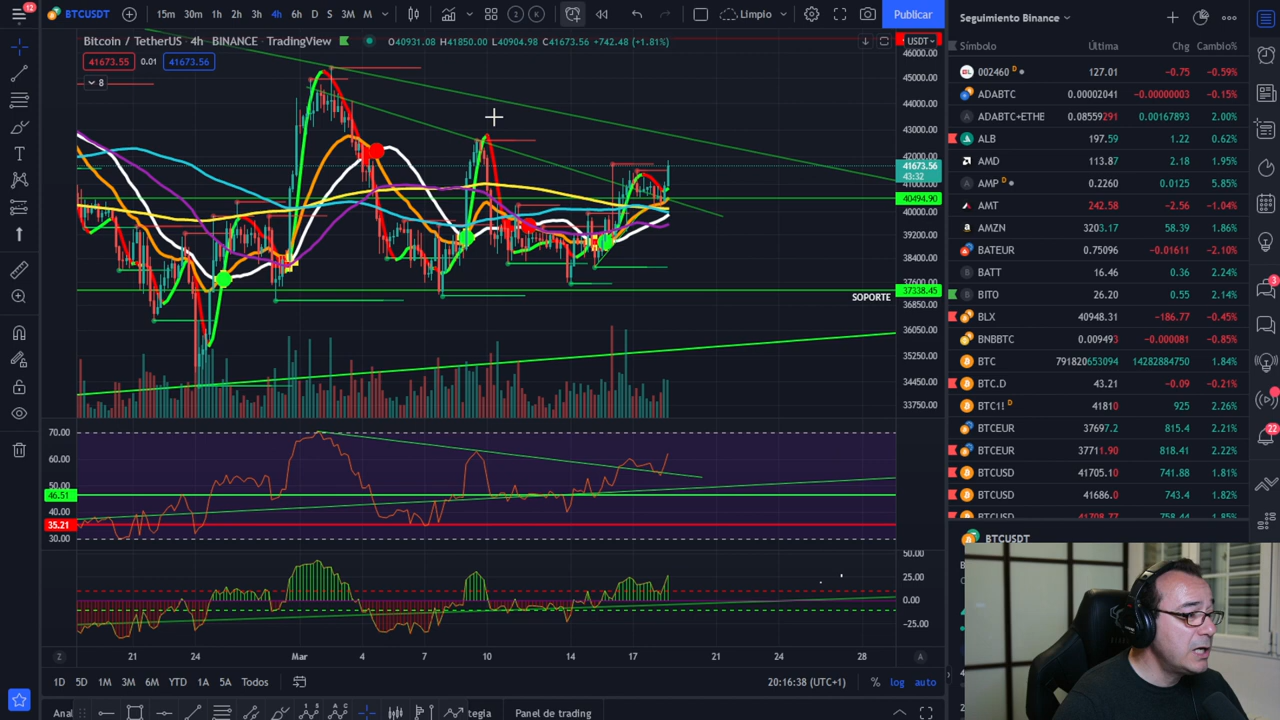 12
BTCUSDT
15m 30m 1h 2h 3h 4h 6h D S 3M M
2 K
LImpIo
Publicar
Bitcoin / TetherUS · 4h · BINANCE · TradingView
O40931.08 H41850.00 L40904.98 C41673.56 +742.48 (+1.81%)
41673.55 0.01 41673.56
8
USDT
46000.00
45000.00
44000.00
43000.00
42000.00
41673.56
43:32
41000.00
40494.90
40000.00
39200.00
38400.00
37600.00
37338.45
SOPORTE
36850.00
36050.00
35250.00
34450.00
33750.00
70.00
60.00
50.00
46.51
40.00
35.21
30.00
50.00
25.00
0.00
−25.00
Z 21 24 Mar 4 7 10 14 17 21 24 28 A
1D 5D 1M 3M 6M YTD 1A 5A Todos
20:16:38 (UTC+1) % log auto
Anal
tegia
Panel de trading
Seguimiento Binance
Símbolo Última Chg Cambio%
002460 D 127.01 −0.75 −0.59%
ADABTC 0.00002041 −0.00000003 −0.15%
ADABTC+ETHE 0.08559291 0.00167893 2.00%
ALB 197.59 1.22 0.62%
AMD 113.87 2.18 1.95%
AMP D 0.2260 0.0125 5.85%
AMT 242.58 −2.56 −1.04%
AMZN 3203.17 58.39 1.86%
BATEUR 0.75096 −0.01611 −2.10%
BATT 16.46 0.36 2.24%
BITO 26.20 0.55 2.14%
BLX 40948.31 −186.77 −0.45%
BNBBTC 0.009493 −0.000081 −0.85%
BTC 791820653094 14282884750 1.84%
BTC.D 43.21 −0.09 −0.21%
BTC1! D 41810 925 2.26%
BTCEUR 37697.2 815.4 2.21%
BTCEUR 37711.90 818.41 2.22%
BTCUSD 41705.10 741.88 1.81%
BTCUSD 41686.0 743.4 1.82%
BTCUSD 41708.77 758.44 1.85%
BTCUSDT
3
22